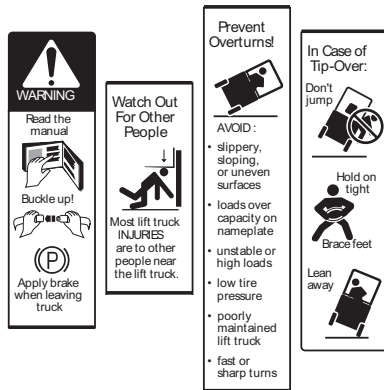 WARNING
Read the
manual
Buckle up!
P
Apply brake
when leaving
truck
Watch Out
For Other
People
Most lift truck
INJURIES
are to other
people near
the lift truck.
Prevent
Overturns!
AVOID :
• slippery,
sloping,
or uneven
surfaces
• loads over
capacity on
nameplate
• unstable or
high loads
• low tire
pressure
• poorly
maintained
lift truck
• fast or
sharp turns
In Case of
Tip-Over:
Don't
jump
Hold on
tight
Brace feet
Lean
away